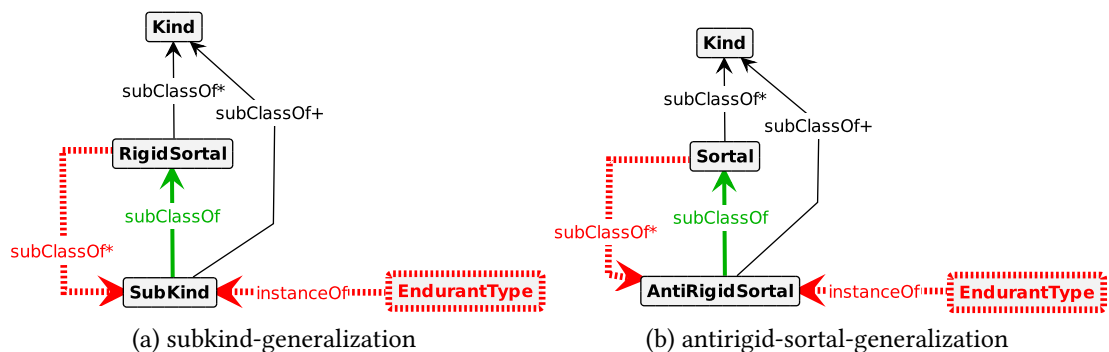 Kind
subClassOf*
subClassOf+
RigidSortal
subClassOf
subClassOf*
SubKind
instanceOf
EndurantType
(a) subkind-generalization
Kind
subClassOf*
subClassOf+
Sortal
subClassOf
subClassOf*
AntiRigidSortal
instanceOf
EndurantType
(b) antirigid-sortal-generalization